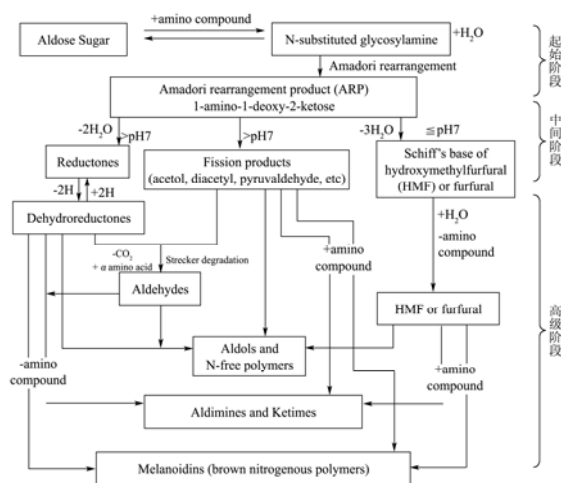 +amino compound
Aldose Sugar
N-substituted glycosylamine
+H₂O
起始阶段
Amadori rearrangement
Amadori rearrangement product (ARP)
1-amino-1-deoxy-2-ketose
中间阶段
-2H₂O
>pH7
>pH7
-3H₂O
≦pH7
Reductones
Fission products
(acetol, diacetyl, pyruvaldehyde, etc)
Schiff's base of
hydroxymethylfurfural
(HMF) or furfural
-2H
+2H
Dehydroreductones
+H₂O
-amino
compound
高级阶段
-CO₂
+ α amino acid
Strecker degradation
+amino
compound
Aldehydes
HMF or furfural
Aldols and
N-free polymers
-amino
compound
+amino
compound
Aldimines and Ketimes
Melanoidins (brown nitrogenous polymers)